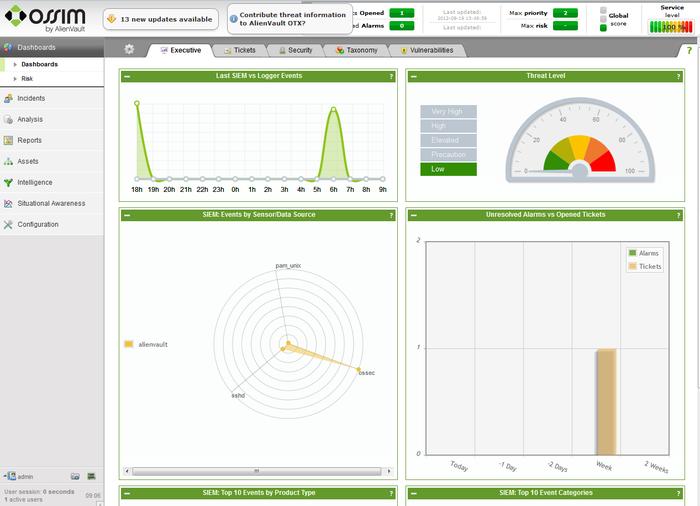 OSSIM
by AlienVault
13 new updates available
Contribute threat information
to AlienVault OTX?
Opened 1
Alarms 0
Last updated:
Last updated:
Max priority 2
Max risk -
Global
score
Service
level
100 %
Dashboards
Dashboards
Risk
Incidents
Analysis
Reports
Assets
Intelligence
Situational Awareness
Configuration
Executive
Tickets
Security
Taxonomy
Vulnerabilities
?
Last SIEM vs Logger Events
?
18h 19h 20h 21h 22h 23h 0h 1h 2h 3h 4h 5h 6h 7h 8h 9h
Threat Level
?
Very High
High
Elevated
Precaution
Low
0 20 40 60 80 100
SIEM: Events by Sensor/Data Source
?
pam_unix
alienvault
ossec
sshd
Unresolved Alarms vs Opened Tickets
?
2
Alarms
Tickets
1
0
Today -1 Day -2 Days Week 2 Weeks
SIEM: Top 10 Events by Product Type
?
SIEM: Top 10 Event Categories
?
admin
User session: 0 seconds
1 active users
09:06